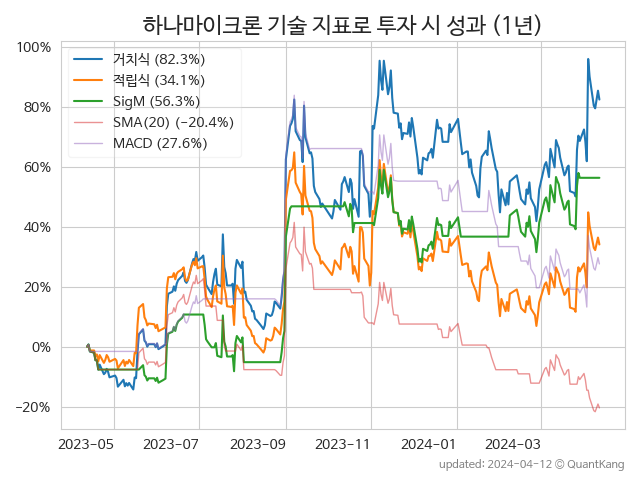 하나마이크론 기술 지표로 투자 시 성과 (1년)
100%
80%
60%
40%
20%
0%
−20%
거치식 (82.3%)
적립식 (34.1%)
SigM (56.3%)
SMA(20) (−20.4%)
MACD (27.6%)
2023-05 2023-07 2023-09 2023-11 2024-01 2024-03
updated: 2024-04-12 ⓒ QuantKang